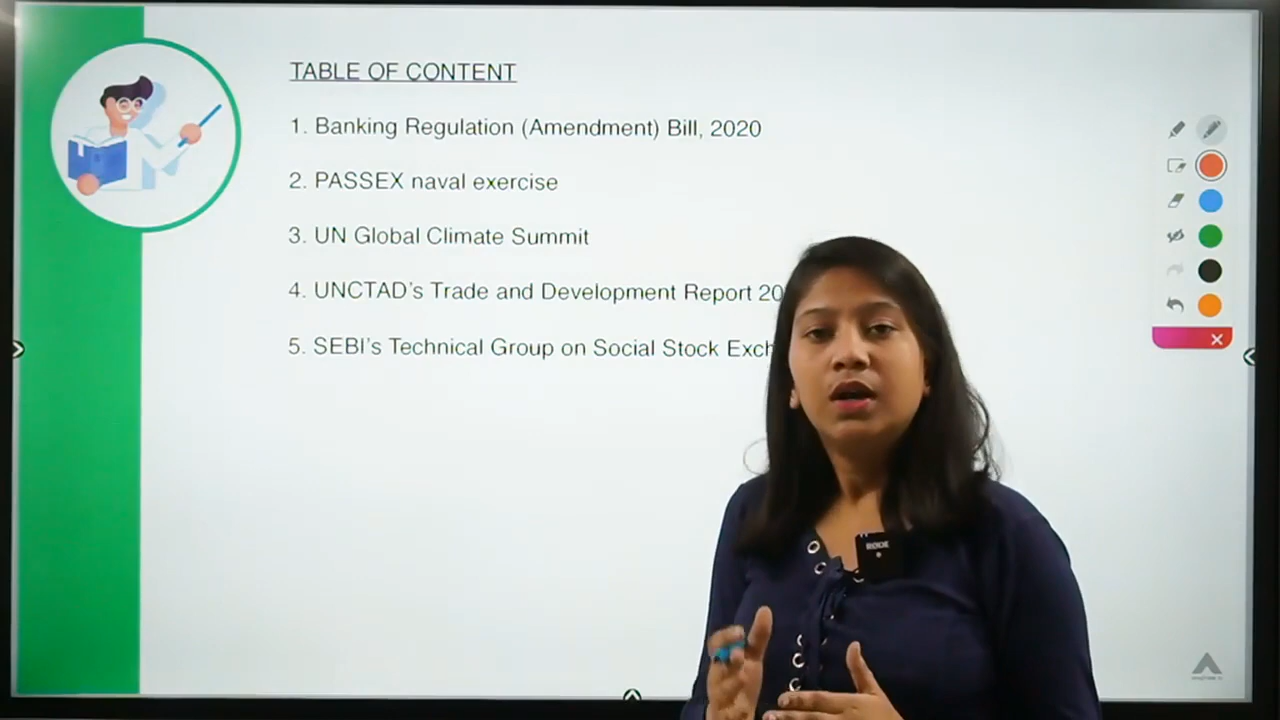 TABLE OF CONTENT
1. Banking Regulation (Amendment) Bill, 2020
2. PASSEX naval exercise
3. UN Global Climate Summit
4. UNCTAD's Trade and Development Report
5. SEBI's Technical Group on Social Stock
RODE